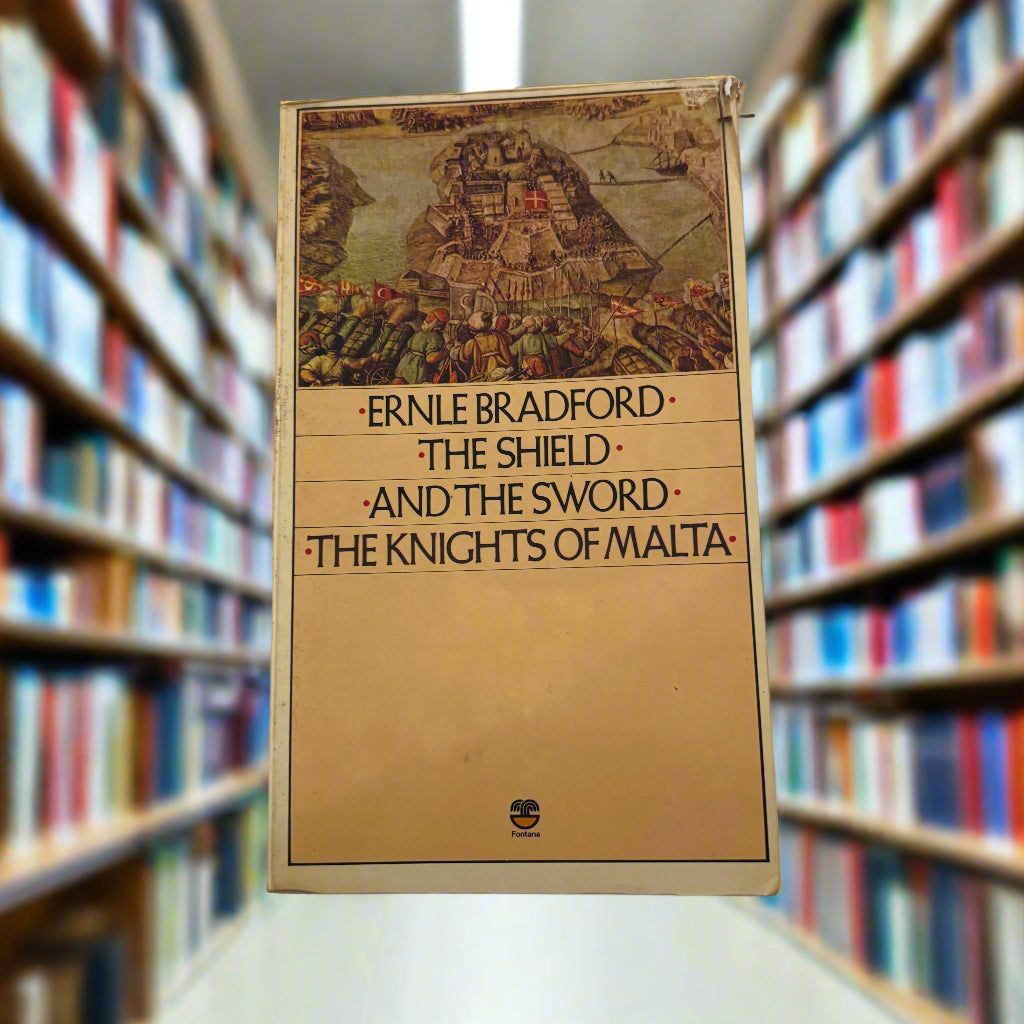 ·ERNLE BRADFORD·
·THE SHIELD·
·AND·THE SWORD·
·THE KNIGHTS OF MALTA·
Fontana